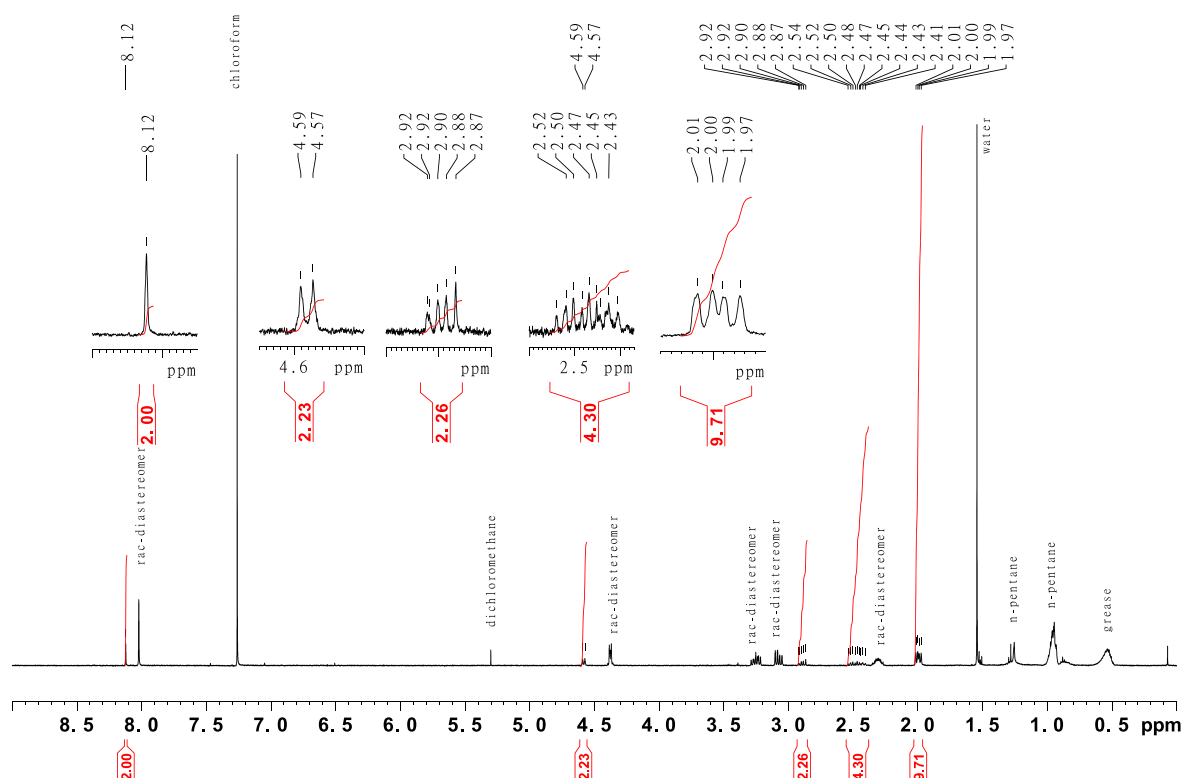 8.12
chloroform
4.59
4.57
2.92
2.92
2.90
2.88
2.87
2.54
2.52
2.50
2.48
2.47
2.45
2.44
2.43
2.41
2.01
2.00
1.99
1.97
8.12
4.59
4.57
2.92
2.92
2.90
2.88
2.87
2.52
2.50
2.47
2.45
2.43
2.01
2.00
1.99
1.97
water
ppm
4.6 ppm
ppm
2.5 ppm
ppm
2.00
2.23
2.26
4.30
9.71
rac-diastereomer
dichloromethane
rac-diastereomer
rac-diastereomer
rac-diastereomer
rac-diastereomer
n-pentane
n-pentane
grease
8.5 8.0 7.5 7.0 6.5 6.0 5.5 5.0 4.5 4.0 3.5 3.0 2.5 2.0 1.5 1.0 0.5 ppm
2.00
2.23
2.26
4.30
9.71